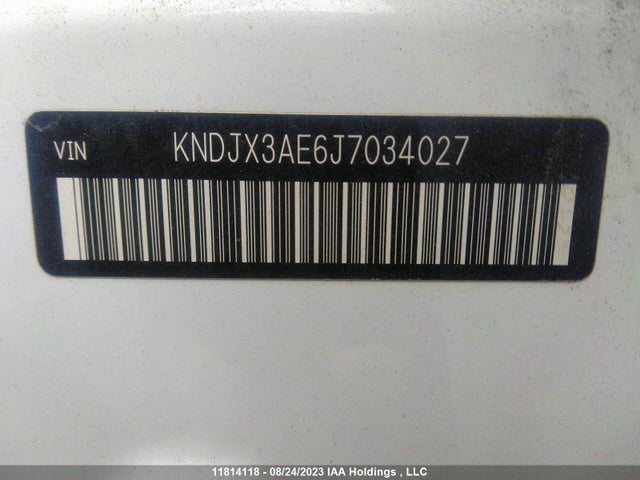 VIN KNDJX3AE6J7034027
11814118 - 08/24/2023 IAA Holdings , LLC